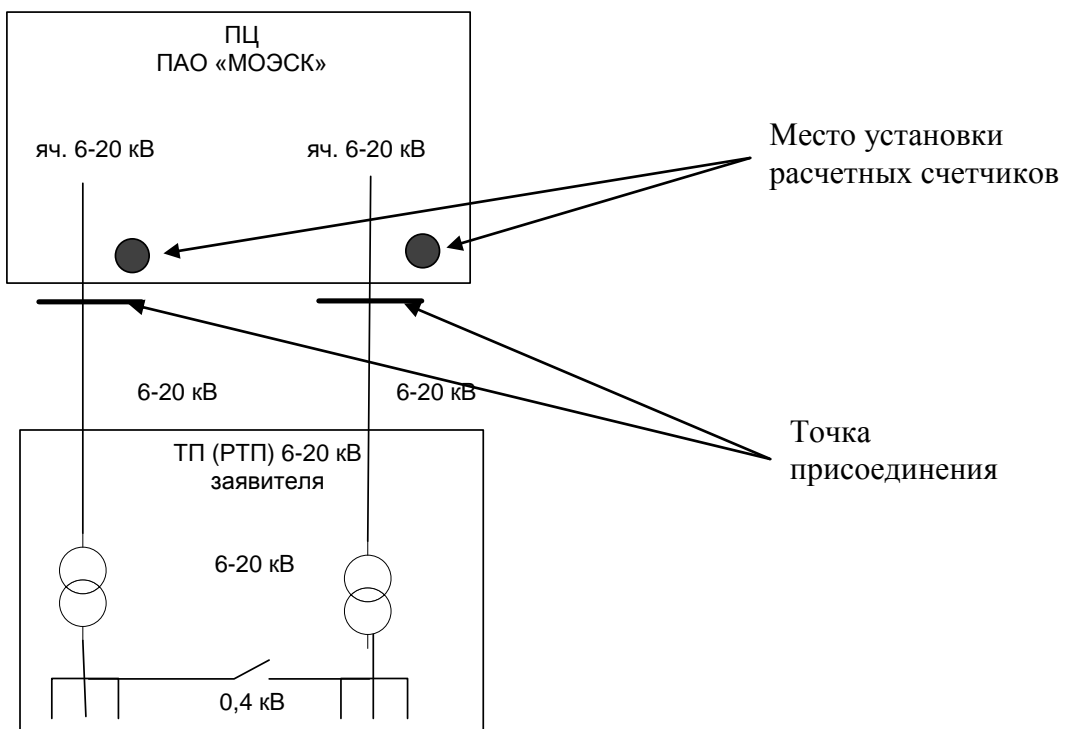 ПЦ
ПАО «МОЭСК»
яч. 6-20 кВ
яч. 6-20 кВ
Место установки
расчетных счетчиков
6-20 кВ
6-20 кВ
Точка
присоединения
ТП (РТП) 6-20 кВ
заявителя
6-20 кВ
0,4 кВ